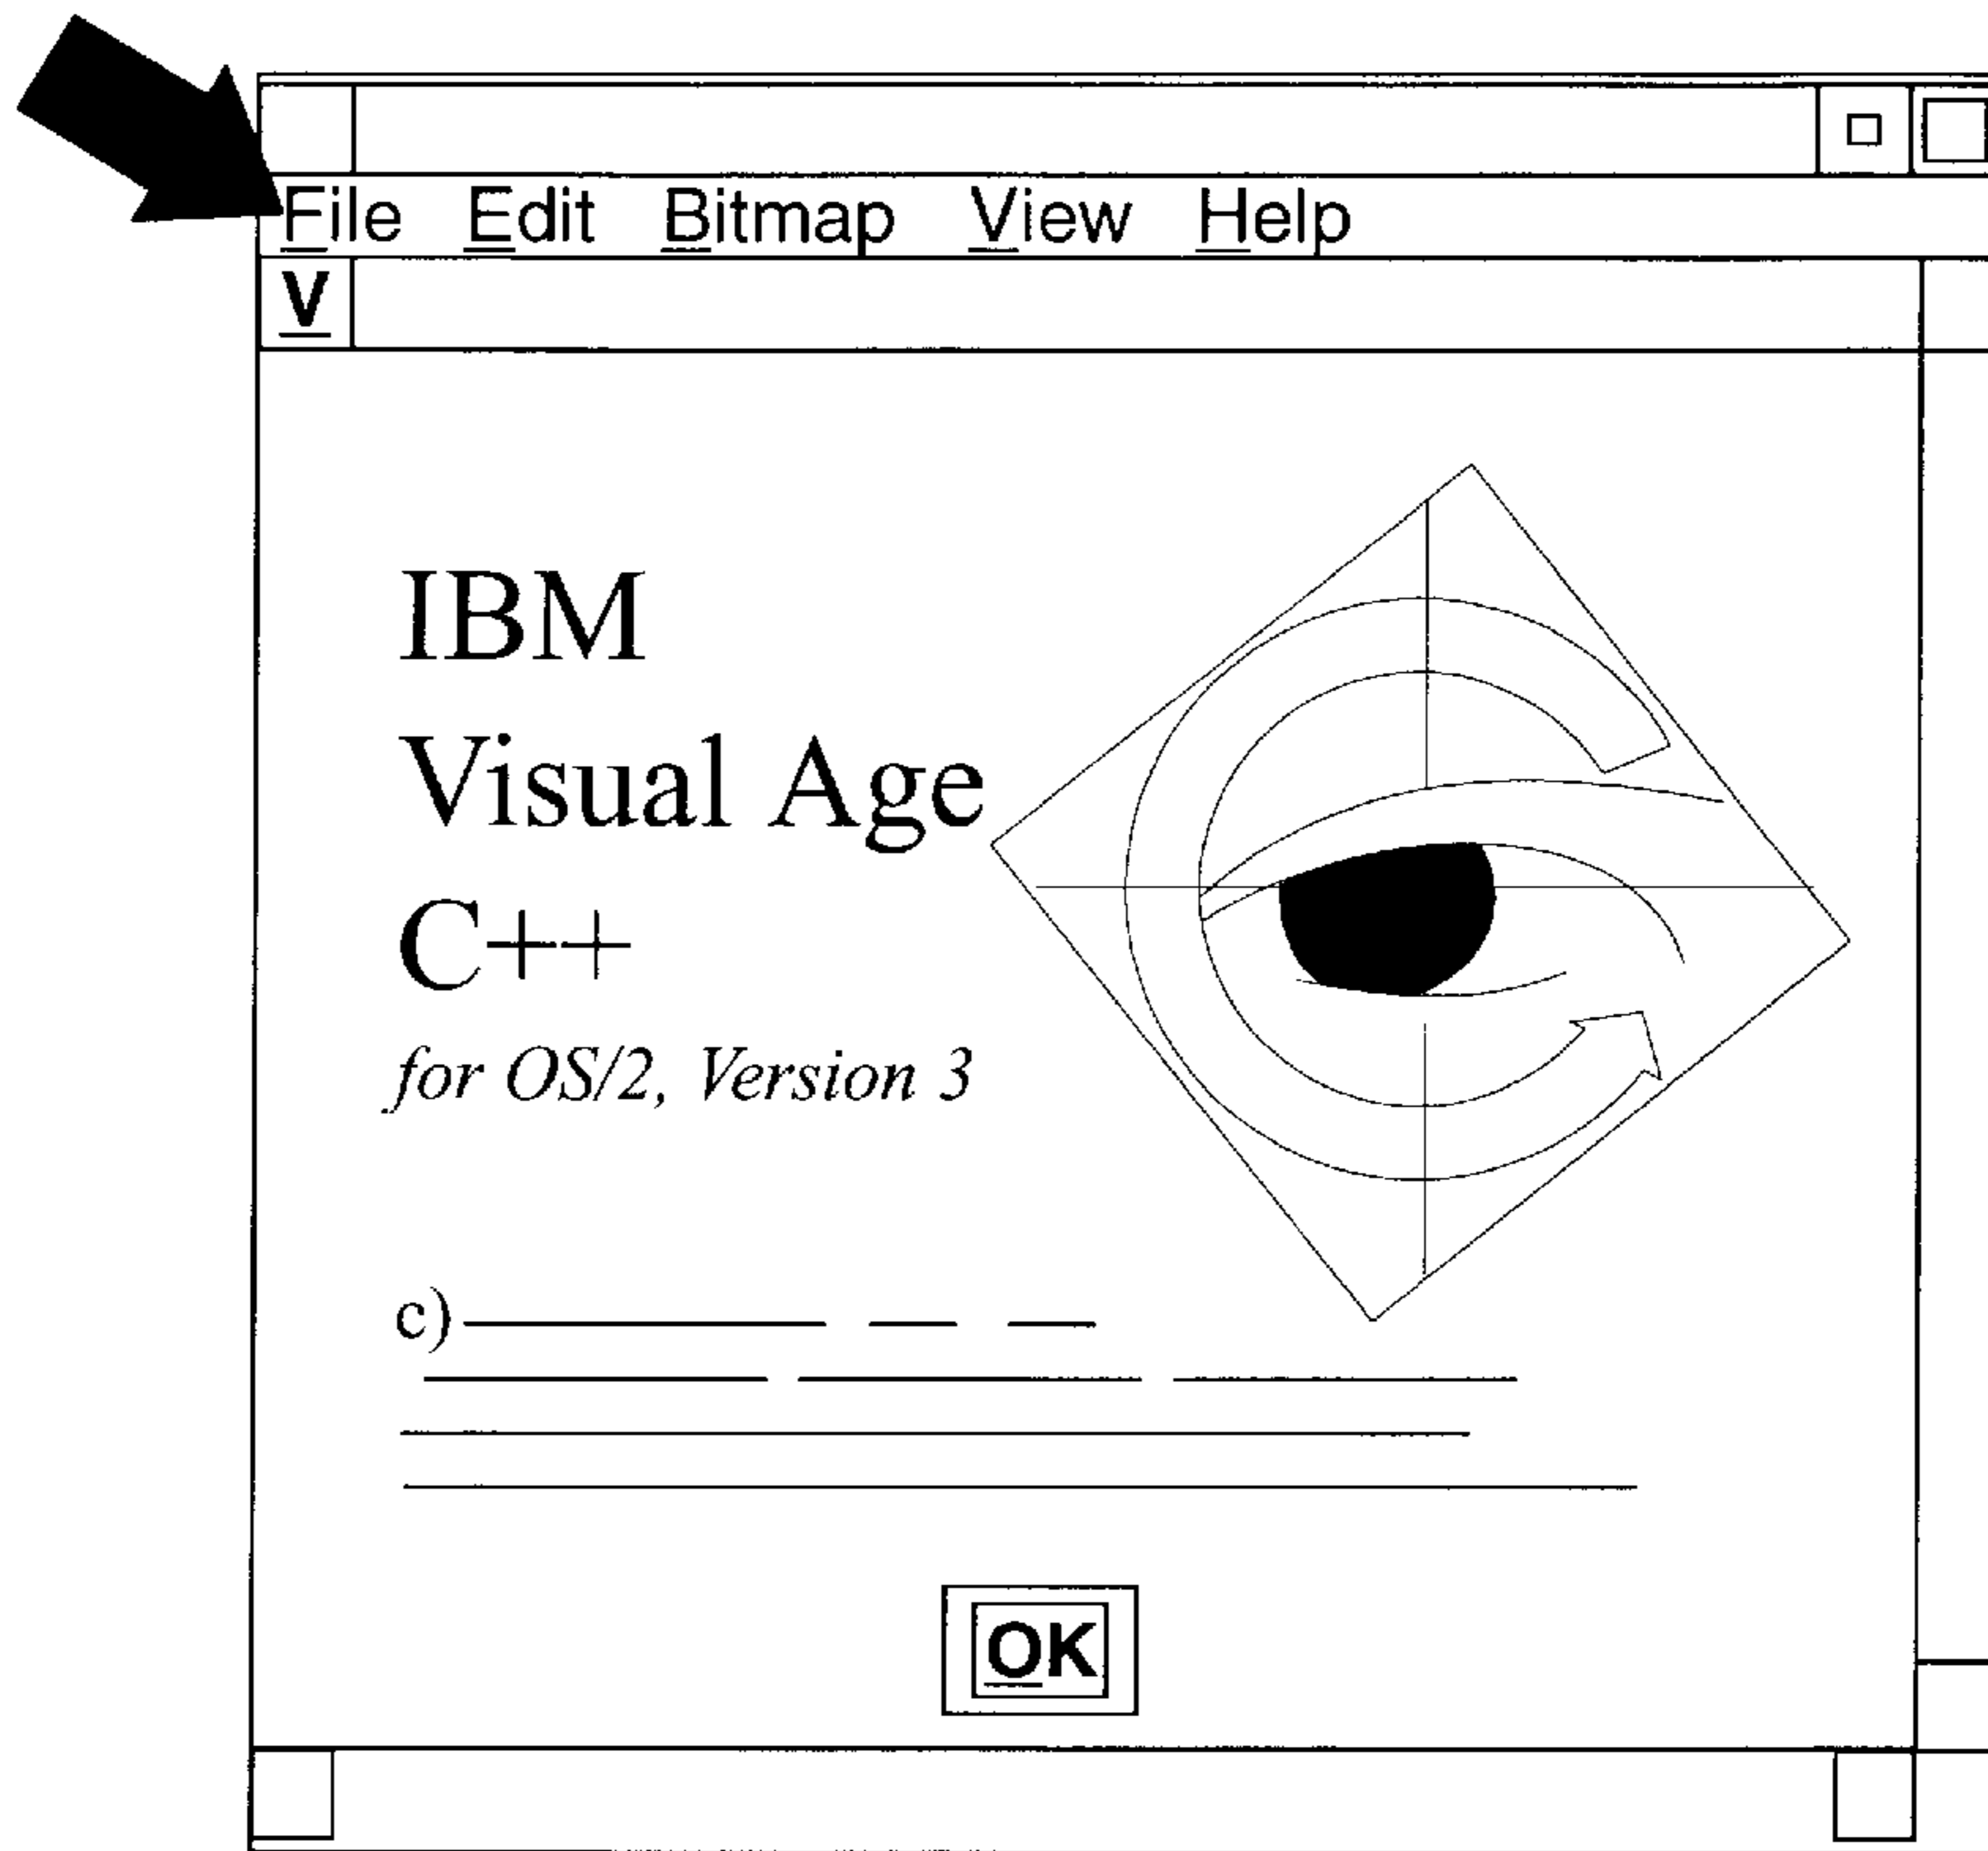 File Edit Bitmap View Help
V
IBM
Visual Age
C++
for OS/2, Version 3
c)
OK